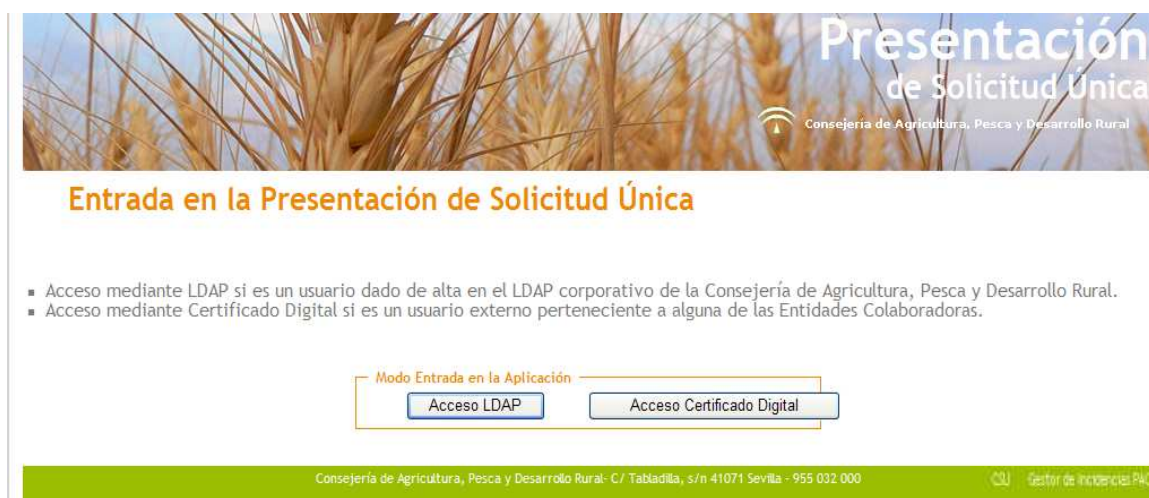 Presentación
de Solicitud Única
Consejería de Agricultura, Pesca y Desarrollo Rural
Entrada en la Presentación de Solicitud Única
Acceso mediante LDAP si es un usuario dado de alta en el LDAP corporativo de la Consejería de Agricultura, Pesca y Desarrollo Rural.
Acceso mediante Certificado Digital si es un usuario externo perteneciente a alguna de las Entidades Colaboradoras.
Modo Entrada en la Aplicación
Acceso LDAP Acceso Certificado Digital
Consejería de Agricultura, Pesca y Desarrollo Rural- C/ Tabladilla, s/n 41071 Sevilla - 955 032 000 Gestor de Incidencias PAC